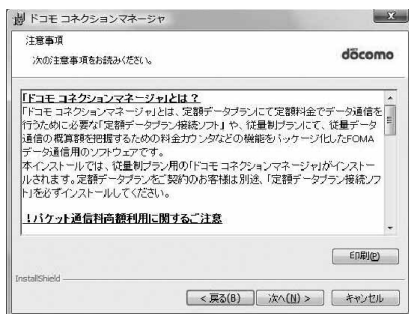 ドコモ コネクションマネージャ
注意事項
次の注意事項をお読みください。
döcomo
「ドコモ コネクションマネージャ」とは?
「ドコモ コネクションマネージャ」とは、定額データプランにて定額料金でデータ通信を
行うために必要な「定額データプラン接続ソフト」や、従量制プランにて、従量データ
通信の概算額を把握するための料金カウンタなどの機能をパッケージ化したFOMA
データ通信用のソフトウェアです。
本インストールでは、従量制プラン用の「ドコモ コネクションマネージャ」がインストー
ルされます。定額データプランをご契約のお客様は別途、「定額データプラン接続ソフ
ト」を必ずインストールしてください。
!パケット通信料高額利用に関するご注意
印刷(P)
InstallShield
< 戻る(B)
次へ(N) >
キャンセル